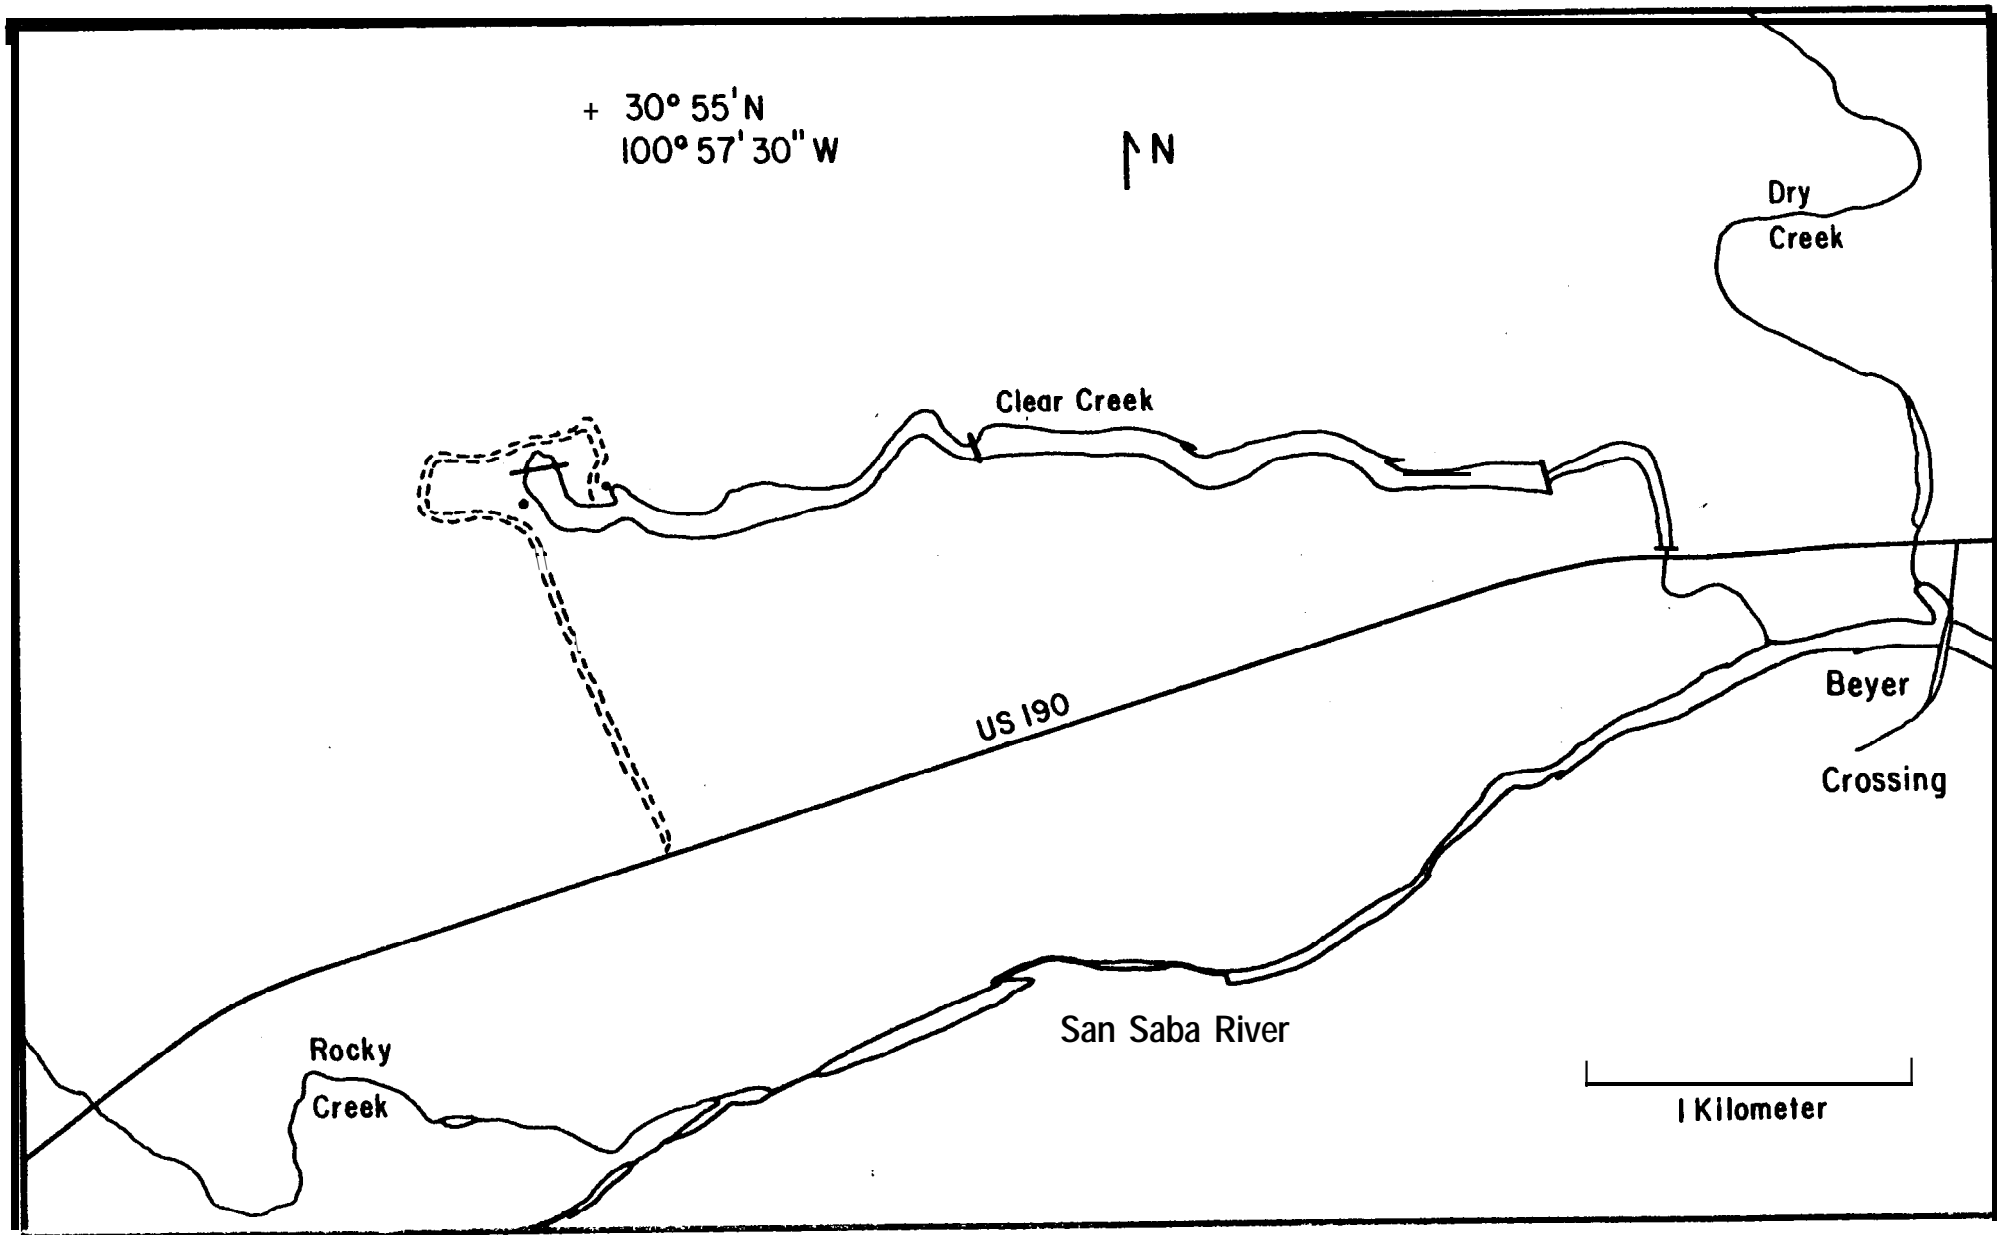 + 30° 55' N
100° 57' 30" W
N
Dry
Creek
Clear Creek
US 190
Beyer
Crossing
San Saba River
Rocky
Creek
1 Kilometer